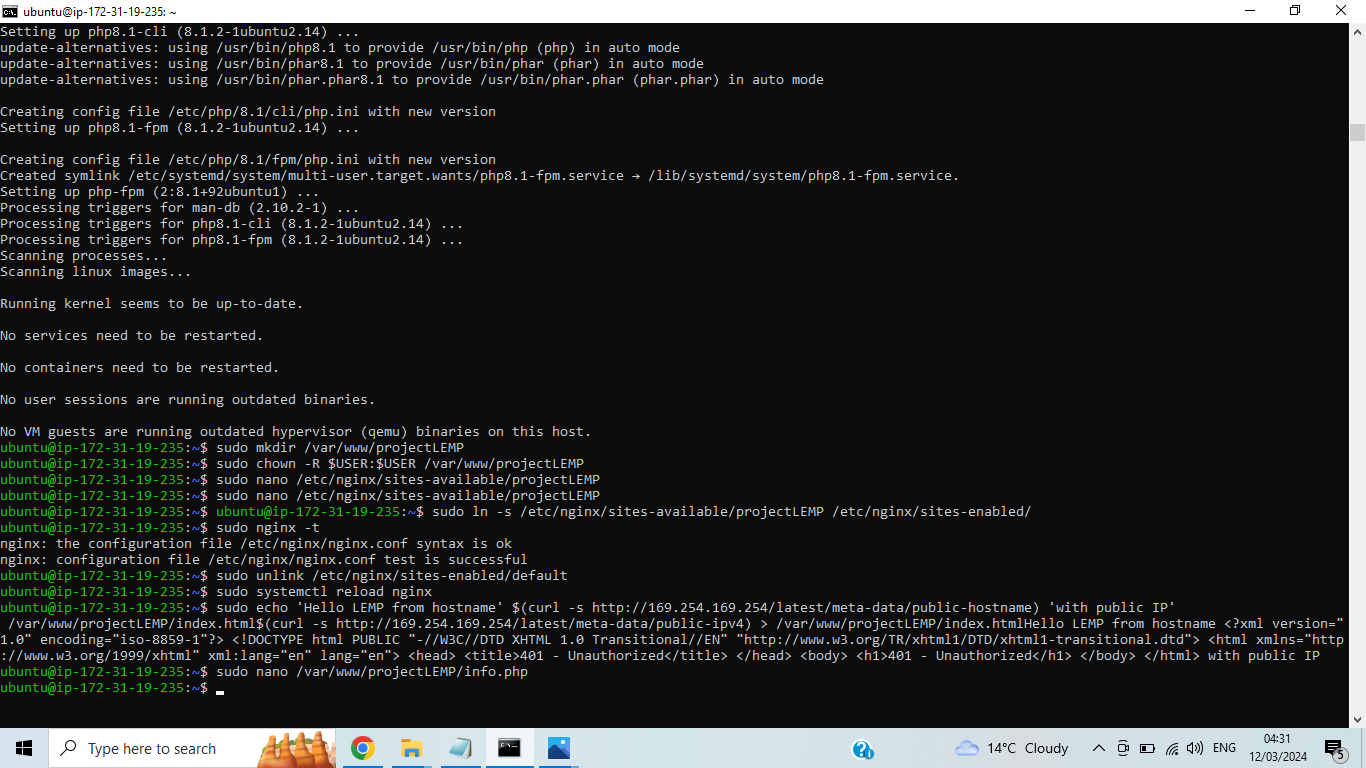 ubuntu@ip-172-31-19-235: ~
Setting up php8.1-cli (8.1.2-1ubuntu2.14) ...
update-alternatives: using /usr/bin/php8.1 to provide /usr/bin/php (php) in auto mode
update-alternatives: using /usr/bin/phar8.1 to provide /usr/bin/phar (phar) in auto mode
update-alternatives: using /usr/bin/phar.phar8.1 to provide /usr/bin/phar.phar (phar.phar) in auto mode
Creating config file /etc/php/8.1/cli/php.ini with new version
Setting up php8.1-fpm (8.1.2-1ubuntu2.14) ...
Creating config file /etc/php/8.1/fpm/php.ini with new version
Created symlink /etc/systemd/system/multi-user.target.wants/php8.1-fpm.service → /lib/systemd/system/php8.1-fpm.service.
Setting up php-fpm (2:8.1+92ubuntu1) ...
Processing triggers for man-db (2.10.2-1) ...
Processing triggers for php8.1-cli (8.1.2-1ubuntu2.14) ...
Processing triggers for php8.1-fpm (8.1.2-1ubuntu2.14) ...
Scanning processes...
Scanning linux images...
Running kernel seems to be up-to-date.
No services need to be restarted.
No containers need to be restarted.
No user sessions are running outdated binaries.
No VM guests are running outdated hypervisor (qemu) binaries on this host.
ubuntu@ip-172-31-19-235:~$ sudo mkdir /var/www/projectLEMP
ubuntu@ip-172-31-19-235:~$ sudo chown -R $USER:$USER /var/www/projectLEMP
ubuntu@ip-172-31-19-235:~$ sudo nano /etc/nginx/sites-available/projectLEMP
ubuntu@ip-172-31-19-235:~$ sudo nano /etc/nginx/sites-available/projectLEMP
ubuntu@ip-172-31-19-235:~$ ubuntu@ip-172-31-19-235:~$ sudo ln -s /etc/nginx/sites-available/projectLEMP /etc/nginx/sites-enabled/
ubuntu@ip-172-31-19-235:~$ sudo nginx -t
nginx: the configuration file /etc/nginx/nginx.conf syntax is ok
nginx: configuration file /etc/nginx/nginx.conf test is successful
ubuntu@ip-172-31-19-235:~$ sudo unlink /etc/nginx/sites-enabled/default
ubuntu@ip-172-31-19-235:~$ sudo systemctl reload nginx
ubuntu@ip-172-31-19-235:~$ sudo echo 'Hello LEMP from hostname' $(curl -s http://169.254.169.254/latest/meta-data/public-hostname) 'with public IP'
/var/www/projectLEMP/index.html$(curl -s http://169.254.169.254/latest/meta-data/public-ipv4) > /var/www/projectLEMP/index.htmlHello LEMP from hostname <?xml version="
1.0" encoding="iso-8859-1"?> <!DOCTYPE html PUBLIC "-//W3C//DTD XHTML 1.0 Transitional//EN" "http://www.w3.org/TR/xhtml1/DTD/xhtml1-transitional.dtd"> <html xmlns="http
://www.w3.org/1999/xhtml" xml:lang="en" lang="en"> <head> <title>401 - Unauthorized</title> </head> <body> <h1>401 - Unauthorized</h1> </body> </html> with public IP
ubuntu@ip-172-31-19-235:~$ sudo nano /var/www/projectLEMP/info.php
ubuntu@ip-172-31-19-235:~$
Type here to search
14°C Cloudy
ENG
04:31
12/03/2024
5